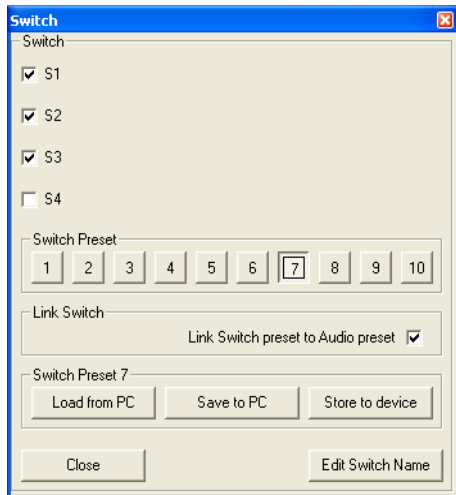 Switch
Switch
S1
S2
S3
S4
Switch Preset
1 2 3 4 5 6 7 8 9 10
Link Switch
Link Switch preset to Audio preset
Switch Preset 7
Load from PC Save to PC Store to device
Close Edit Switch Name